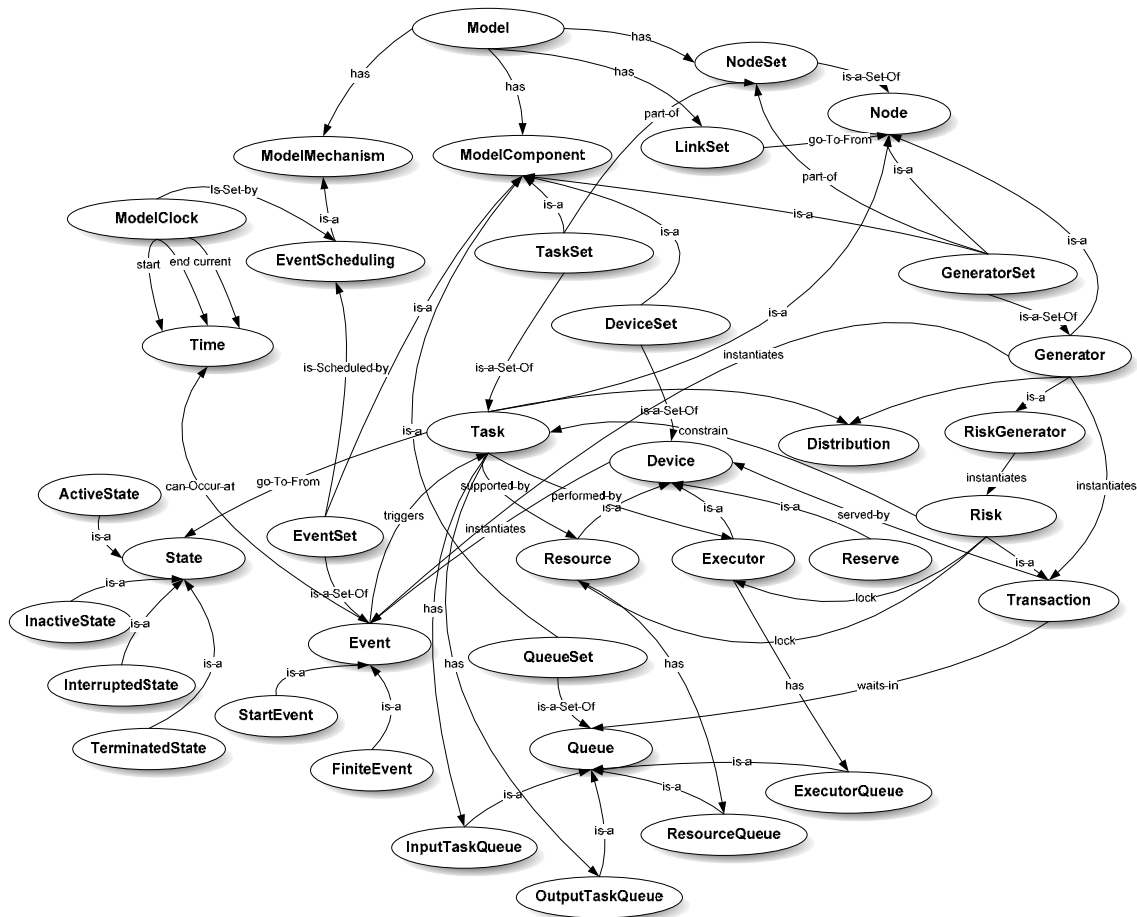 Model
has
has
has
has
NodeSet
is-a-Set-Of
Node
part-of
go-To-From
LinkSet
ModelMechanism
ModelComponent
part-of
is-a
Is-Set-by
is-a
is-a
is-a
ModelClock
is-a
is-a
TaskSet
EventScheduling
start
end current
GeneratorSet
is-a
is-a
is-a-Set-Of
DeviceSet
instantiates
Time
Generator
is-Scheduled-by
is-a-Set-Of
is-a
is-a-Set-Of
is-a
Task
constrain
Distribution
RiskGenerator
Device
go-To-From
can-Occur-at
supported-by
performed-by
instantiates
instantiates
ActiveState
is-a
is-a
is-a
served-by
Risk
triggers
instantiates
EventSet
is-a
State
Resource
Executor
Reserve
is-a
is-a
is-a-Set-Of
lock
Transaction
has
InactiveState
is-a
Event
lock
is-a
has
has
QueueSet
InterruptedState
is-a
has
waits-in
is-a-Set-Of
StartEvent
is-a
TerminatedState
Queue
FiniteEvent
is-a
is-a
is-a
ExecutorQueue
is-a
ResourceQueue
InputTaskQueue
OutputTaskQueue